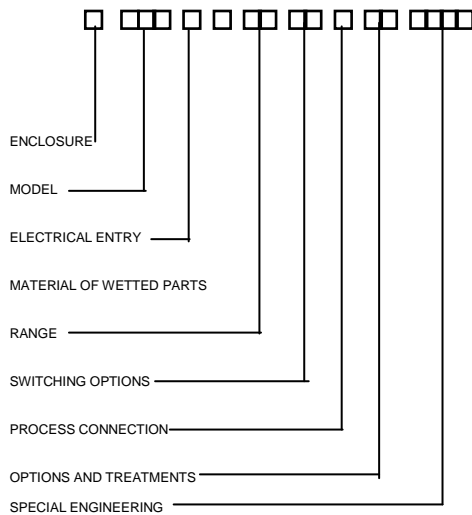 ENCLOSURE
MODEL
ELECTRICAL ENTRY
MATERIAL OF WETTED PARTS
RANGE
SWITCHING OPTIONS
PROCESS CONNECTION
OPTIONS AND TREATMENTS
SPECIAL ENGINEERING